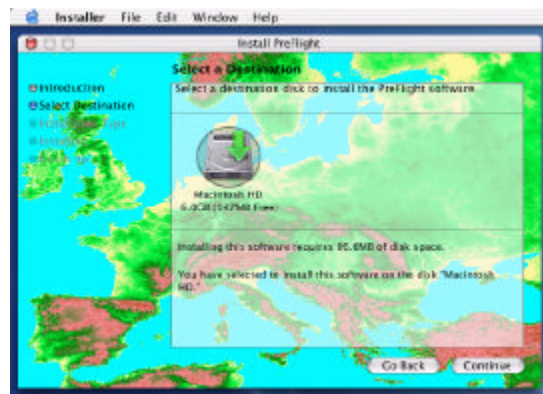 Installer File Edit Window Help
Install PreFlight
Select a Destination
Introduction
Select Destination
Select a destination disk to install the PreFlight software.
Macintosh HD
Installing this software requires 86.6MB of disk space.
You have selected to install this software on the disk "Macintosh
HD."
Go Back Continue